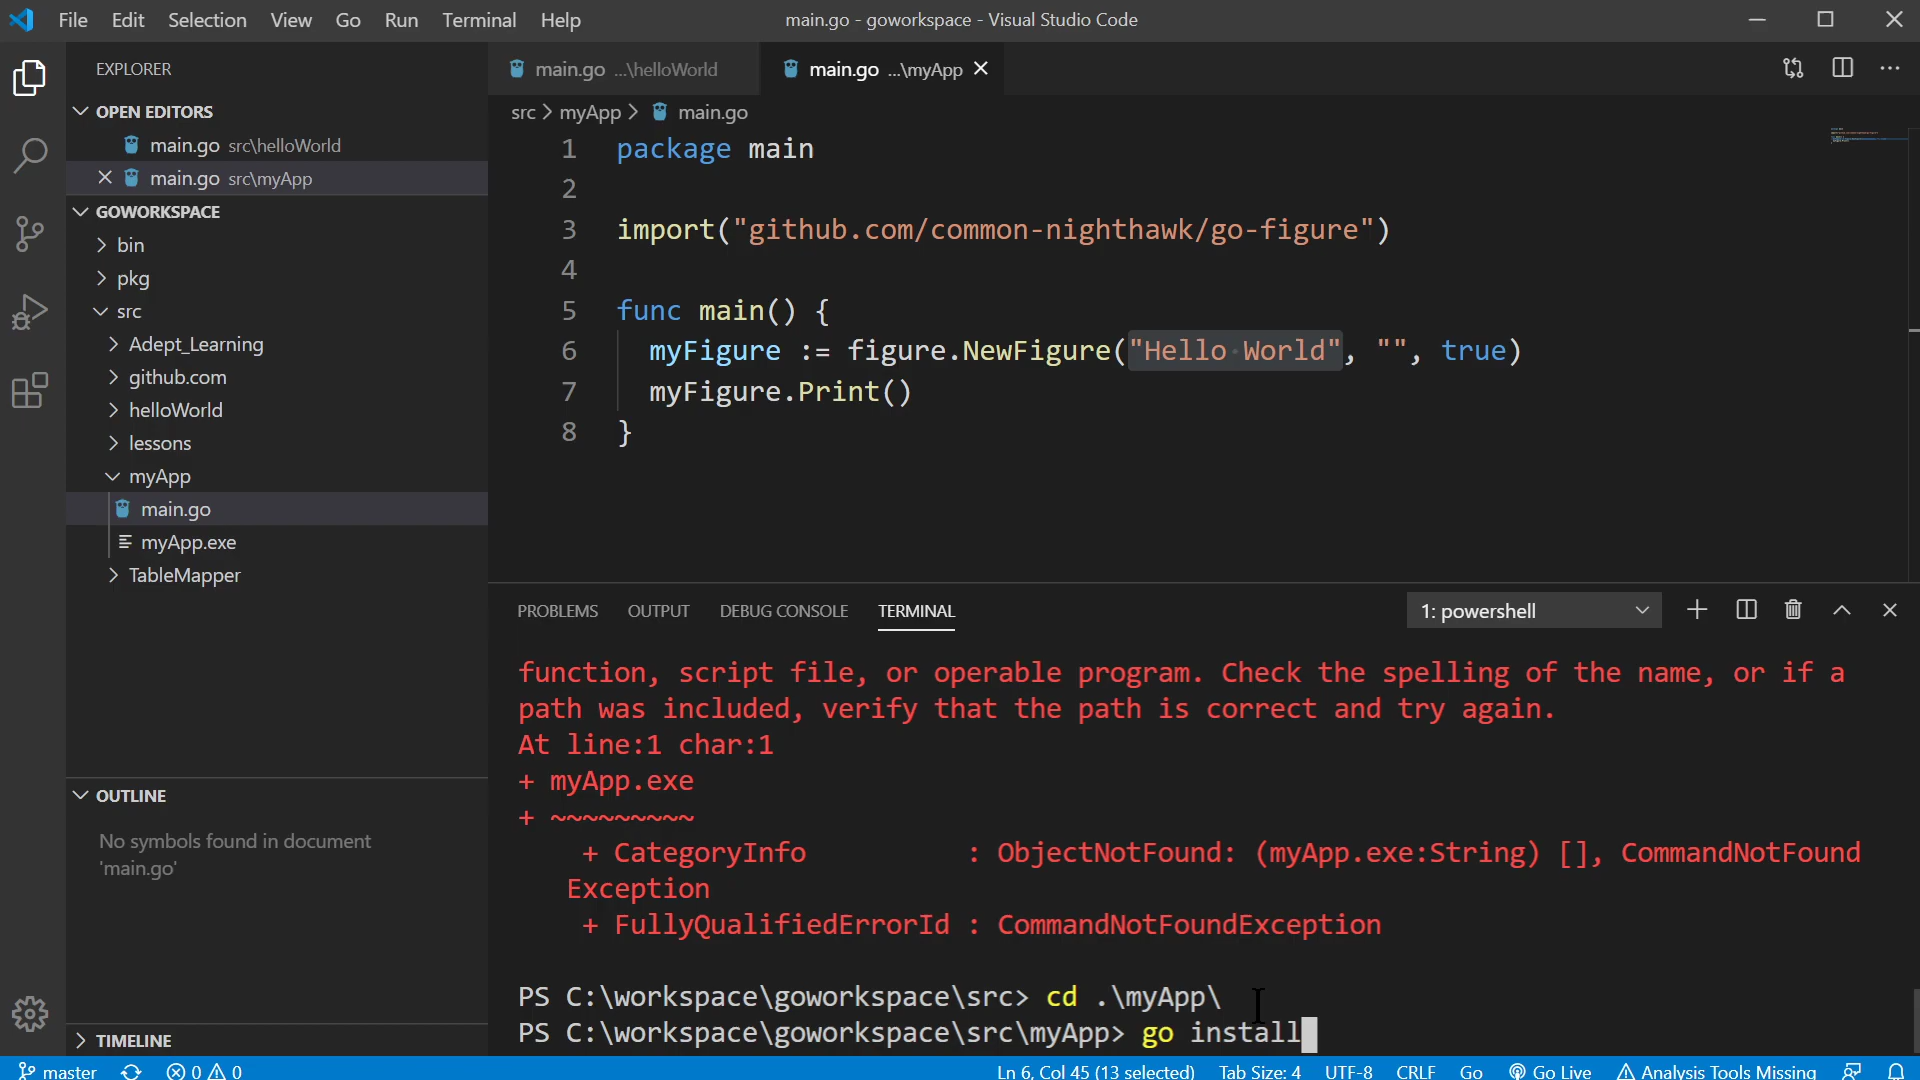 File Edit Selection View Go Run Terminal Help
main.go - goworkspace - Visual Studio Code
EXPLORER
OPEN EDITORS
main.go src\helloWorld
main.go src\myApp
GOWORKSPACE
bin
pkg
src
Adept_Learning
github.com
helloWorld
lessons
myApp
main.go
myApp.exe
TableMapper
OUTLINE
No symbols found in document
'main.go'
TIMELINE
main.go ...\helloWorld
main.go ...\myApp
src > myApp > main.go
1 package main
2
3 import("github.com/common-nighthawk/go-figure")
4
5 func main() {
6 myFigure := figure.NewFigure("Hello World", "", true)
7 myFigure.Print()
8 }
PROBLEMS OUTPUT DEBUG CONSOLE TERMINAL
1: powershell
function, script file, or operable program. Check the spelling of the name, or if a
path was included, verify that the path is correct and try again.
At line:1 char:1
+ myApp.exe
+ ~~~~~~~~~
+ CategoryInfo : ObjectNotFound: (myApp.exe:String) [], CommandNotFound
Exception
+ FullyQualifiedErrorId : CommandNotFoundException
PS C:\workspace\goworkspace\src> cd .\myApp\
PS C:\workspace\goworkspace\src\myApp> go install
master 0 0
Ln 6, Col 45 (13 selected) Tab Size: 4 UTF-8 CRLF Go Go Live Analysis Tools Missing